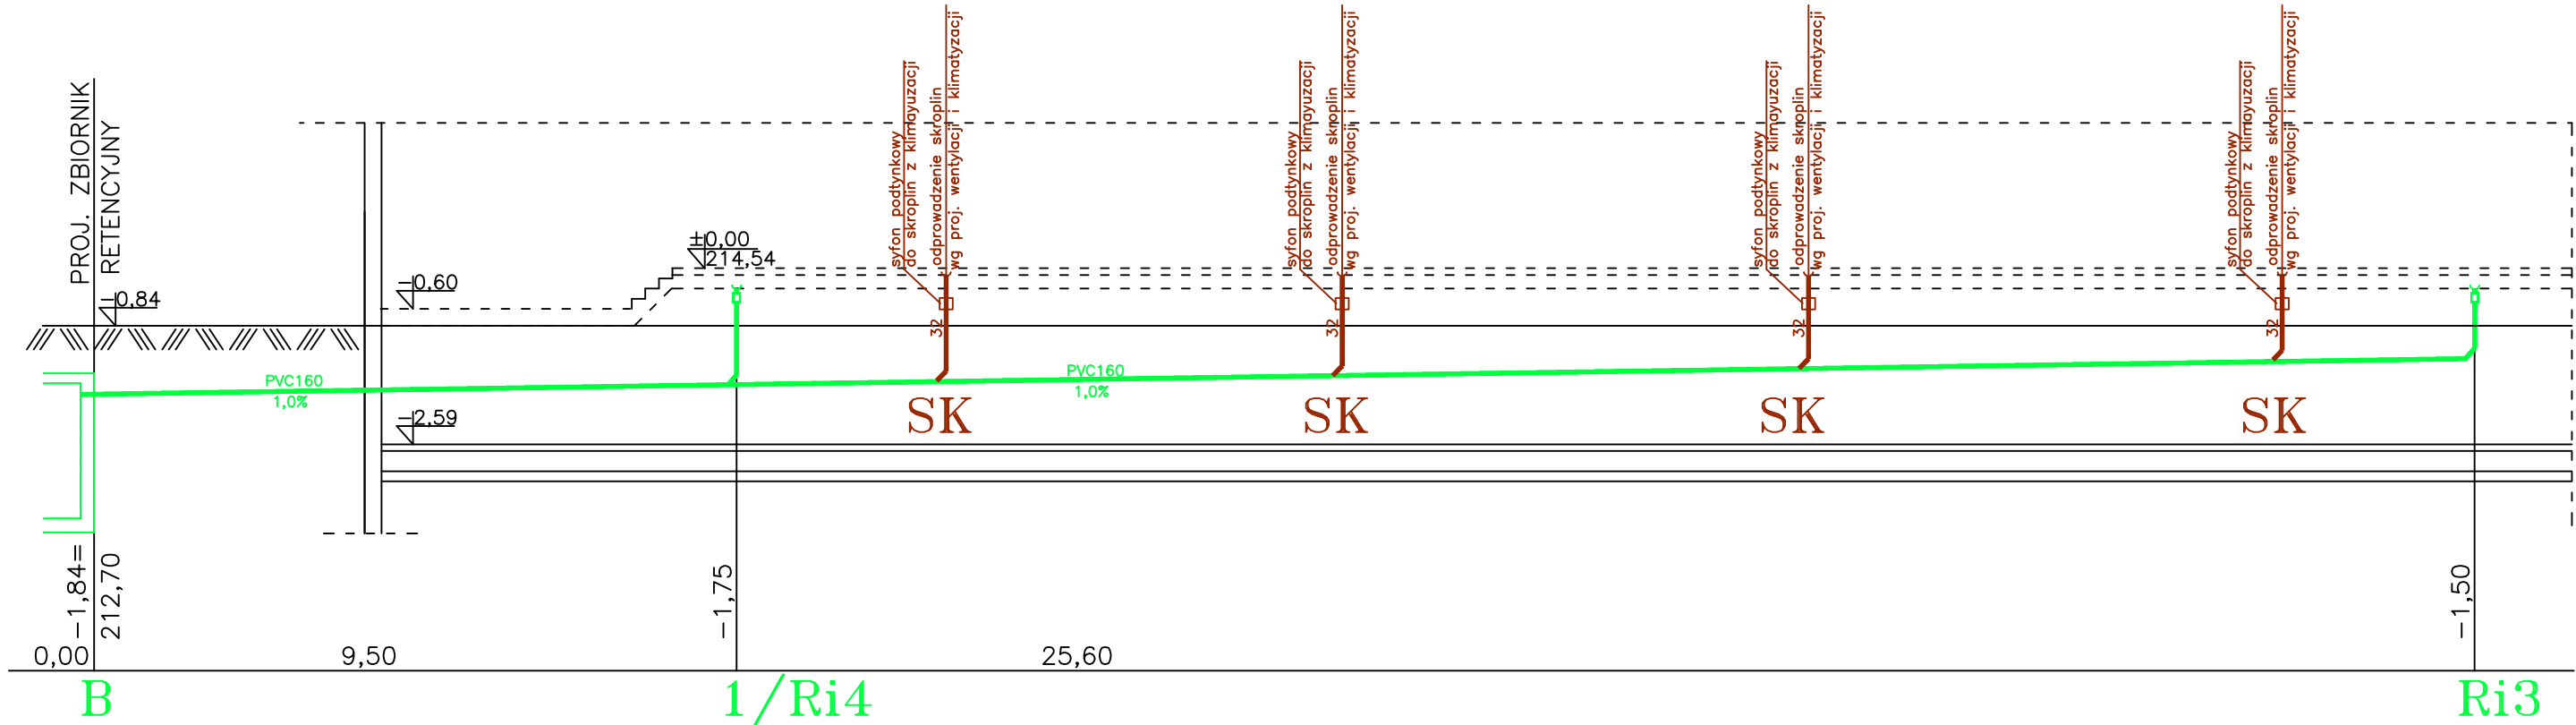 PROJ. ZBIORNIK
RETENCYJNY
-0,84
-0,60
±0,00
214,54
syfon podtynkowy
do skroplin z klimayuzacji
odprowadzenie skroplin
wg proj. wentylacji i klimatyzacji
32
syfon podtynkowy
do skroplin z klimayuzacji
odprowadzenie skroplin
wg proj. wentylacji i klimatyzacji
32
syfon podtynkowy
do skroplin z klimayuzacji
odprowadzenie skroplin
wg proj. wentylacji i klimatyzacji
32
syfon podtynkowy
do skroplin z klimayuzacji
odprowadzenie skroplin
wg proj. wentylacji i klimatyzacji
32
PVC160
1,0%
PVC160
1,0%
-2,59
SK
SK
SK
SK
-1,84=
212,70
-1,75
-1,50
0,00
9,50
25,60
B
1/Ri4
Ri3